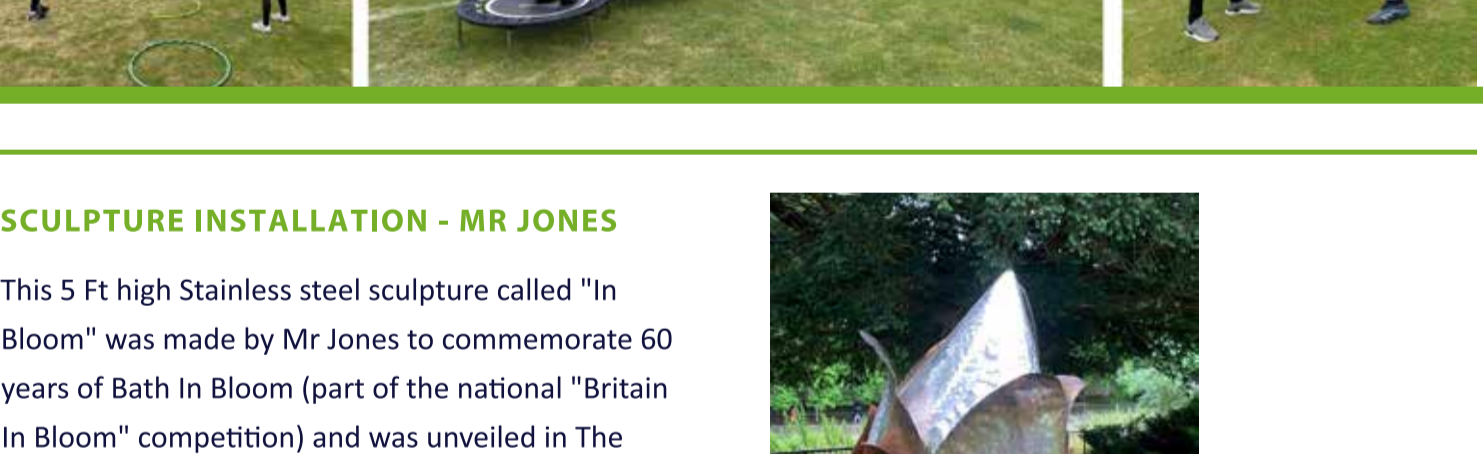 SCULPTURE INSTALLATION - MR JONES
This 5 Ft high Stainless steel sculpture called "In
Bloom" was made by Mr Jones to commemorate 60
years of Bath In Bloom (part of the national "Britain
In Bloom" competition) and was unveiled in The